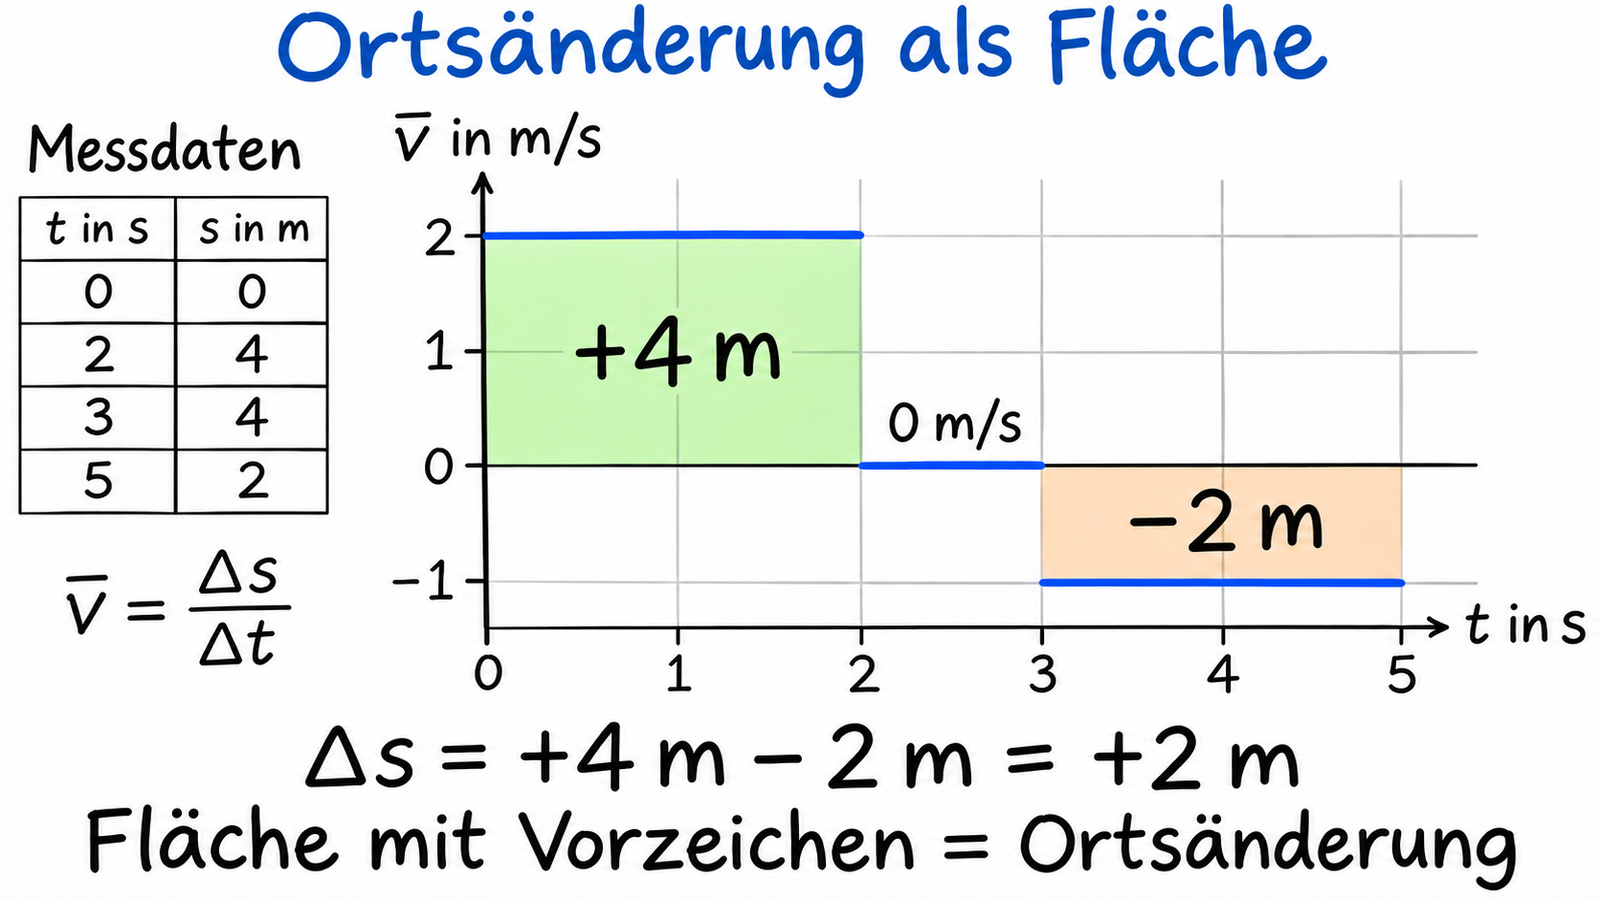 Ortsänderung als Fläche
Messdaten
t in s s in m
0 0
2 4
3 4
5 2
v̅ = Δs/Δt
v̅ in m/s
2
1
0
−1
+4 m
0 m/s
−2 m
0 1 2 3 4 5
t in s
Δs = +4 m − 2 m = +2 m
Fläche mit Vorzeichen = Ortsänderung